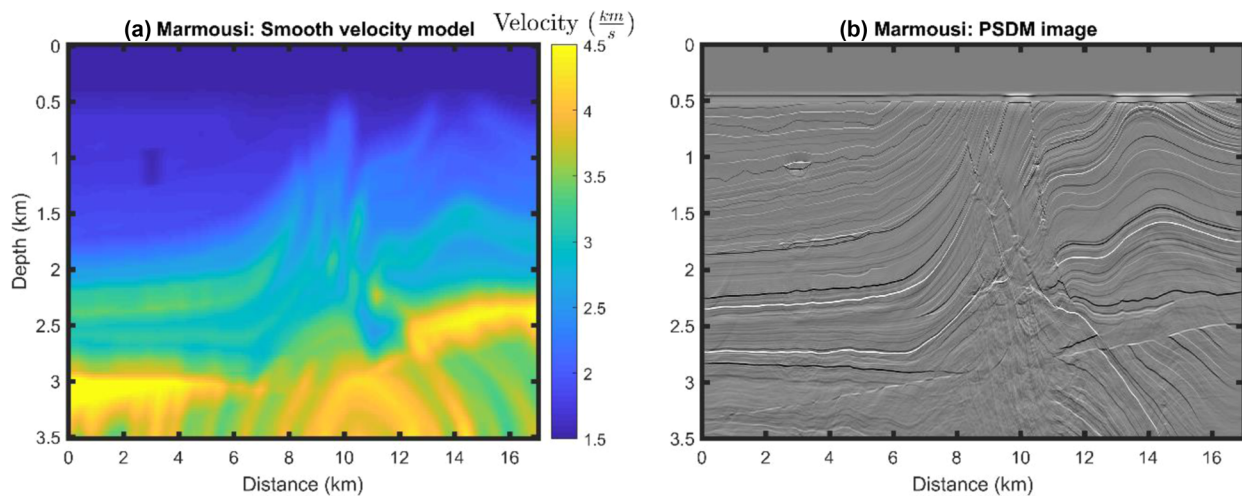 (a) Marmousi: Smooth velocity model
Velocity (km/s)
0
0.5
1
1.5
2
2.5
3
3.5
Depth (km)
0 2 4 6 8 10 12 14 16
Distance (km)
4.5
4
3.5
3
2.5
2
1.5
(b) Marmousi: PSDM image
0
0.5
1
1.5
2
2.5
3
3.5
Depth (km)
0 2 4 6 8 10 12 14 16
Distance (km)